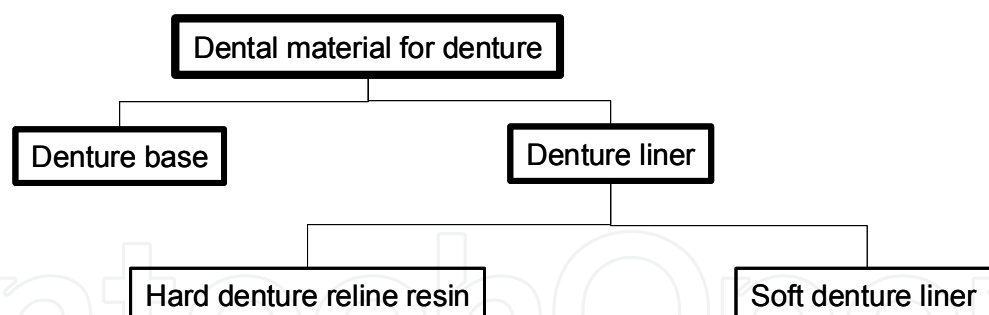 Dental material for denture
Denture base
Denture liner
Hard denture reline resin
Soft denture liner